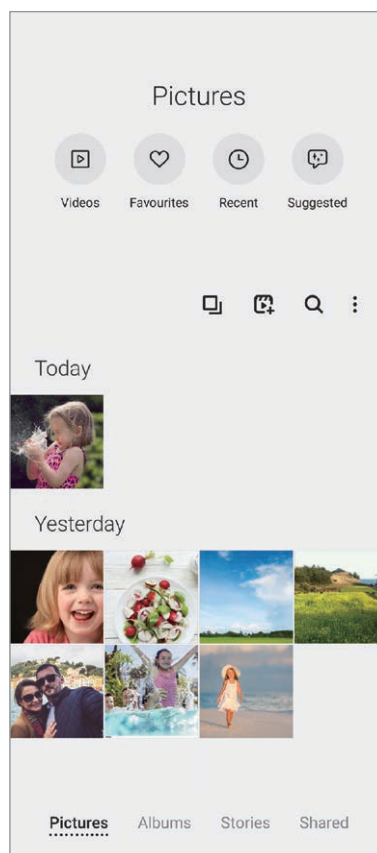 Pictures
Videos Favourites Recent Suggested
Today
Yesterday
Pictures Albums Stories Shared